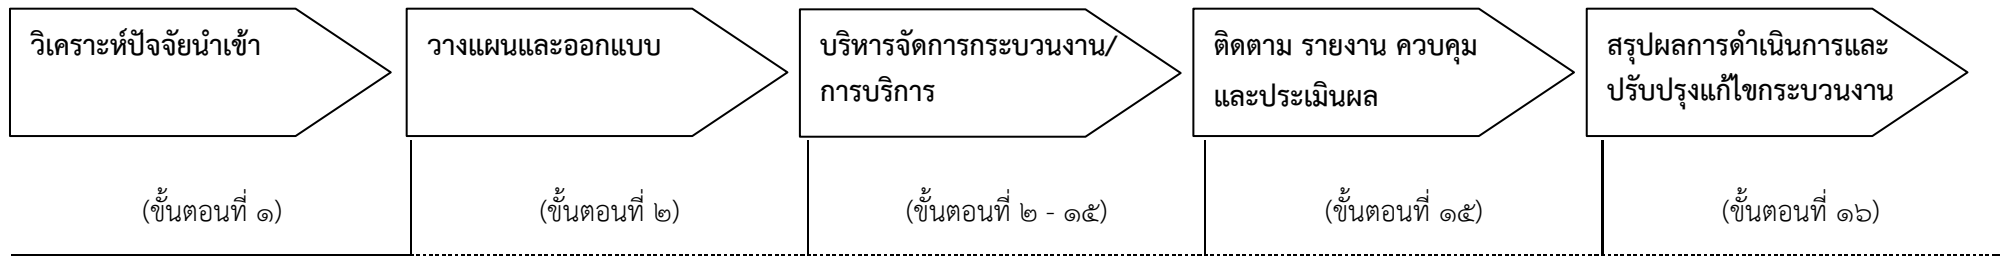 วิเคราะห์ปัจจัยนำเข้า
วางแผนและออกแบบ
บริหารจัดการกระบวนงาน/
การบริการ
ติดตาม รายงาน ควบคุม
และประเมินผล
สรุปผลการดำเนินการและ
ปรับปรุงแก้ไขกระบวนงาน
(ขั้นตอนที่ ๑)
(ขั้นตอนที่ ๒)
(ขั้นตอนที่ ๒ - ๑๕)
(ขั้นตอนที่ ๑๕)
(ขั้นตอนที่ ๑๖)